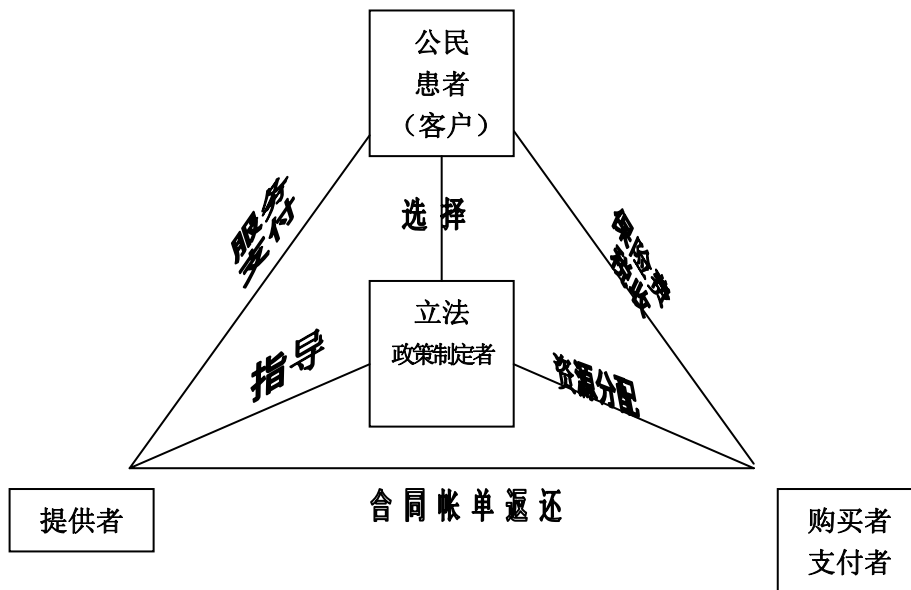 公民
患者
（客户）
服务
支付
选择
保险费
税收
立法
政策制定者
指导
资源分配
合同帐单返还
提供者
购买者
支付者